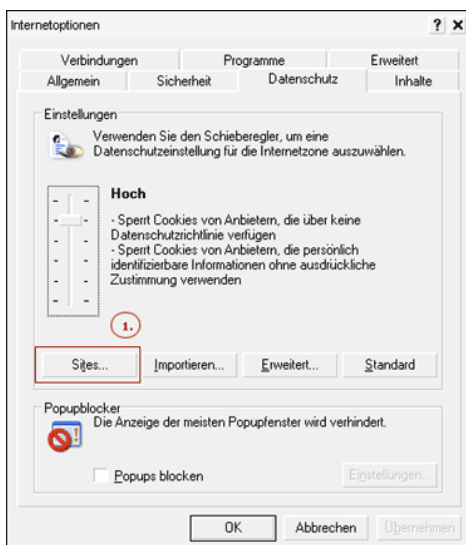 Internetoptionen
Verbindungen Programme Erweitert
Allgemein Sicherheit Datenschutz Inhalte
Einstellungen
Verwenden Sie den Schieberegler, um eine
Datenschutzeinstellung für die Internetzone auszuwählen.
Hoch
- Sperrt Cookies von Anbietern, die über keine
Datenschutzrichtlinie verfügen
- Sperrt Cookies von Anbietern, die persönlich
identifizierbare Informationen ohne ausdrückliche
Zustimmung verwenden
1.
Sites... Importieren... Erweitert... Standard
Popupblocker
Die Anzeige der meisten Popupfenster wird verhindert.
Popups blocken Einstellungen...
OK Abbrechen Übernehmen